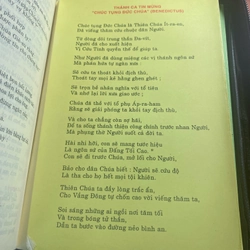 THÁNH CA TIN MỪNG
"CHÚC TỤNG ĐỨC CHÚA" (BENEDICTUS)
Chúc tụng Đức Chúa là Thiên Chúa Ít-ra-en,
Đã viếng thăm cứu chuộc dân Người.
Từ dòng dõi trung thần Đa-vít,
Người đã cho xuất hiện
Vị Cứu Tinh quyền thế để giúp ta
Như Người đã dùng miệng các vị thánh ngôn sứ
Mà phán hứa tự ngàn xưa :
Sẽ cứu ta thoát khỏi địch thù,
Thoát tay mọi kẻ hằng ghen ghét ;
Sẽ trọn bề nhân nghĩa với tổ tiên
Và nhớ lại lời xưa giao ước ;
Chúa đã thề với tổ phụ Áp-ra-ham
Rằng sẽ giải thoát ta khỏi tay địch thù,
Và cho ta chẳng còn sợ hãi,
Để ta sống thánh thiện công chính trước nhan Người,
Mà phụng thờ Người suốt cả đời ta.
Hài nhi hỡi, con sẽ mang tước hiệu
Là ngôn sứ của Đấng Tối Cao,
Con sẽ đi trước Chúa, mở lối cho Người,
Bảo cho dân Chúa biết : Người sẽ cứu độ
Là tha cho họ hết mọi tội khiên.
Thiên Chúa ta đầy lòng trắc ẩn,
Cho Vầng Đông tự chốn cao vời viếng thăm ta,
Soi sáng những ai ngồi nơi tăm tối
Và trong bóng tử thần,
Dẫn ta bước vào đường nẻo bình an.